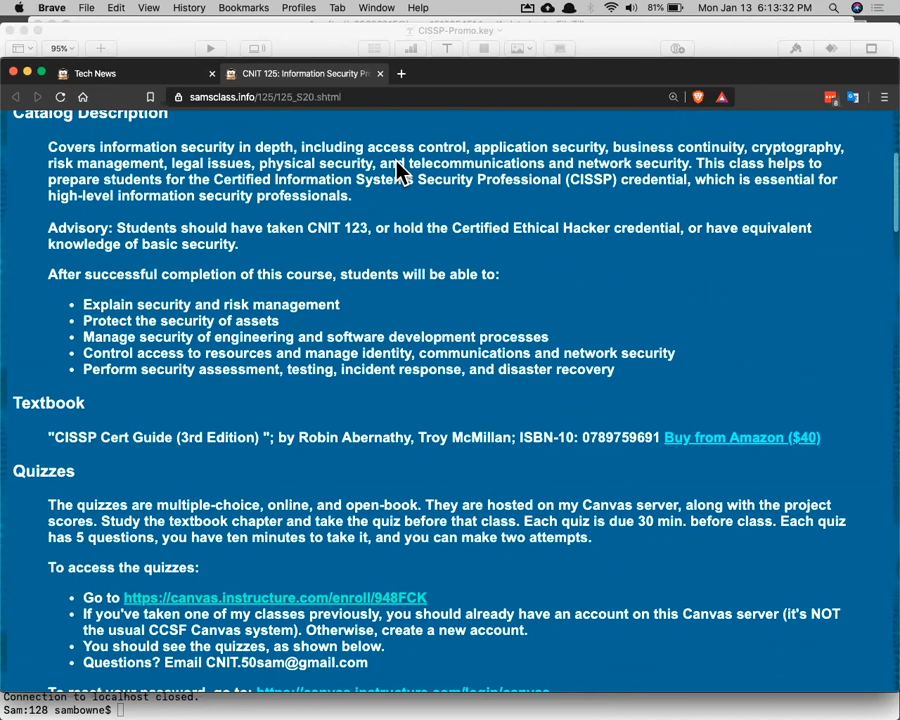 Brave File Edit View History Bookmarks Profiles Tab Window Help 81% Mon Jan 13 6:13:32 PM
CISSP-Promo.key
95%
Tech News CNIT 125: Information Security Pr
samsclass.info/125/125_S20.shtml
Catalog Description
Covers information security in depth, including access control, application security, business continuity, cryptography,
risk management, legal issues, physical security, and telecommunications and network security. This class helps to
prepare students for the Certified Information Systems Security Professional (CISSP) credential, which is essential for
high-level information security professionals.
Advisory: Students should have taken CNIT 123, or hold the Certified Ethical Hacker credential, or have equivalent
knowledge of basic security.
After successful completion of this course, students will be able to:
• Explain security and risk management
• Protect the security of assets
• Manage security of engineering and software development processes
• Control access to resources and manage identity, communications and network security
• Perform security assessment, testing, incident response, and disaster recovery
Textbook
"CISSP Cert Guide (3rd Edition) "; by Robin Abernathy, Troy McMillan; ISBN-10: 0789759691 Buy from Amazon ($40)
Quizzes
The quizzes are multiple-choice, online, and open-book. They are hosted on my Canvas server, along with the project
scores. Study the textbook chapter and take the quiz before that class. Each quiz is due 30 min. before class. Each quiz
has 5 questions, you have ten minutes to take it, and you can make two attempts.
To access the quizzes:
• Go to https://canvas.instructure.com/enroll/948FCK
• If you've taken one of my classes previously, you should already have an account on this Canvas server (it's NOT
the usual CCSF Canvas system). Otherwise, create a new account.
• You should see the quizzes, as shown below.
• Questions? Email CNIT.50sam@gmail.com
To reset your password, go to: https://canvas.instructure.com/login/canvas
Connection to localhost closed.
Sam:128 sambowne$